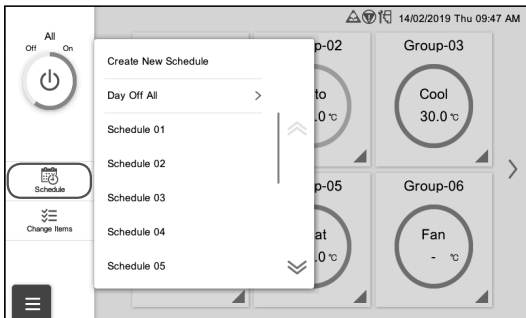 14/02/2019 Thu 09:47 AM
All
Off On
Schedule
Change Items
Create New Schedule
Day Off All
Schedule 01
Schedule 02
Schedule 03
Schedule 04
Schedule 05
p-02
to
.0 ℃
Group-03
Cool
30.0 ℃
p-05
at
.0 ℃
Group-06
Fan
- ℃